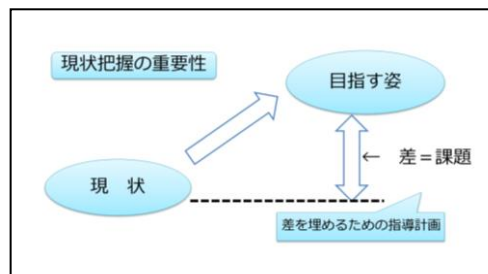 現状把握の重要性
目指す姿
← 差＝課題
現　状
差を埋めるための指導計画